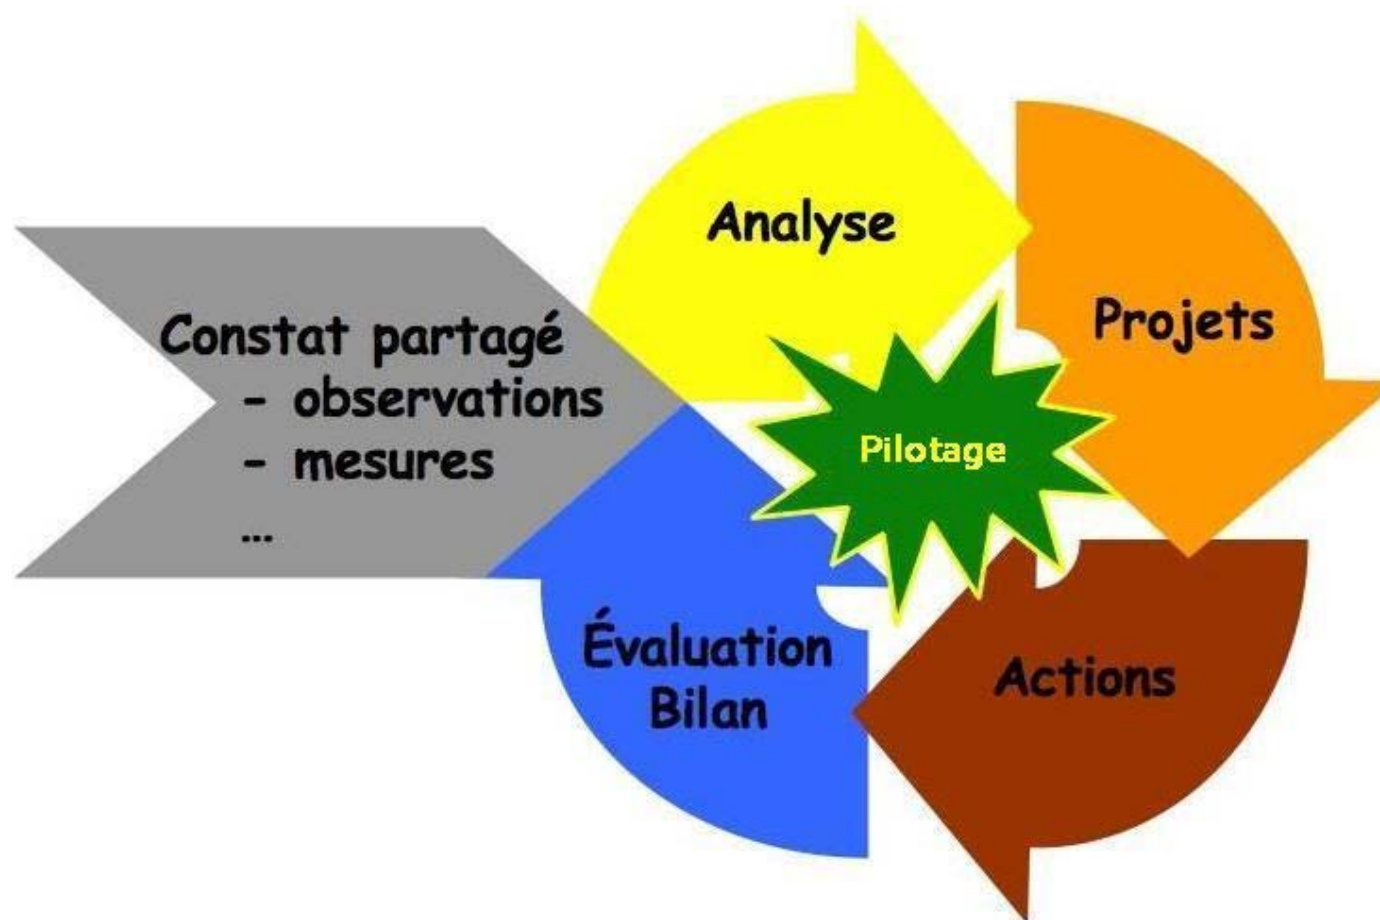 Analyse
Projets
Constat partagé
- observations
- mesures
...
Pilotage
Actions
Évaluation
Bilan